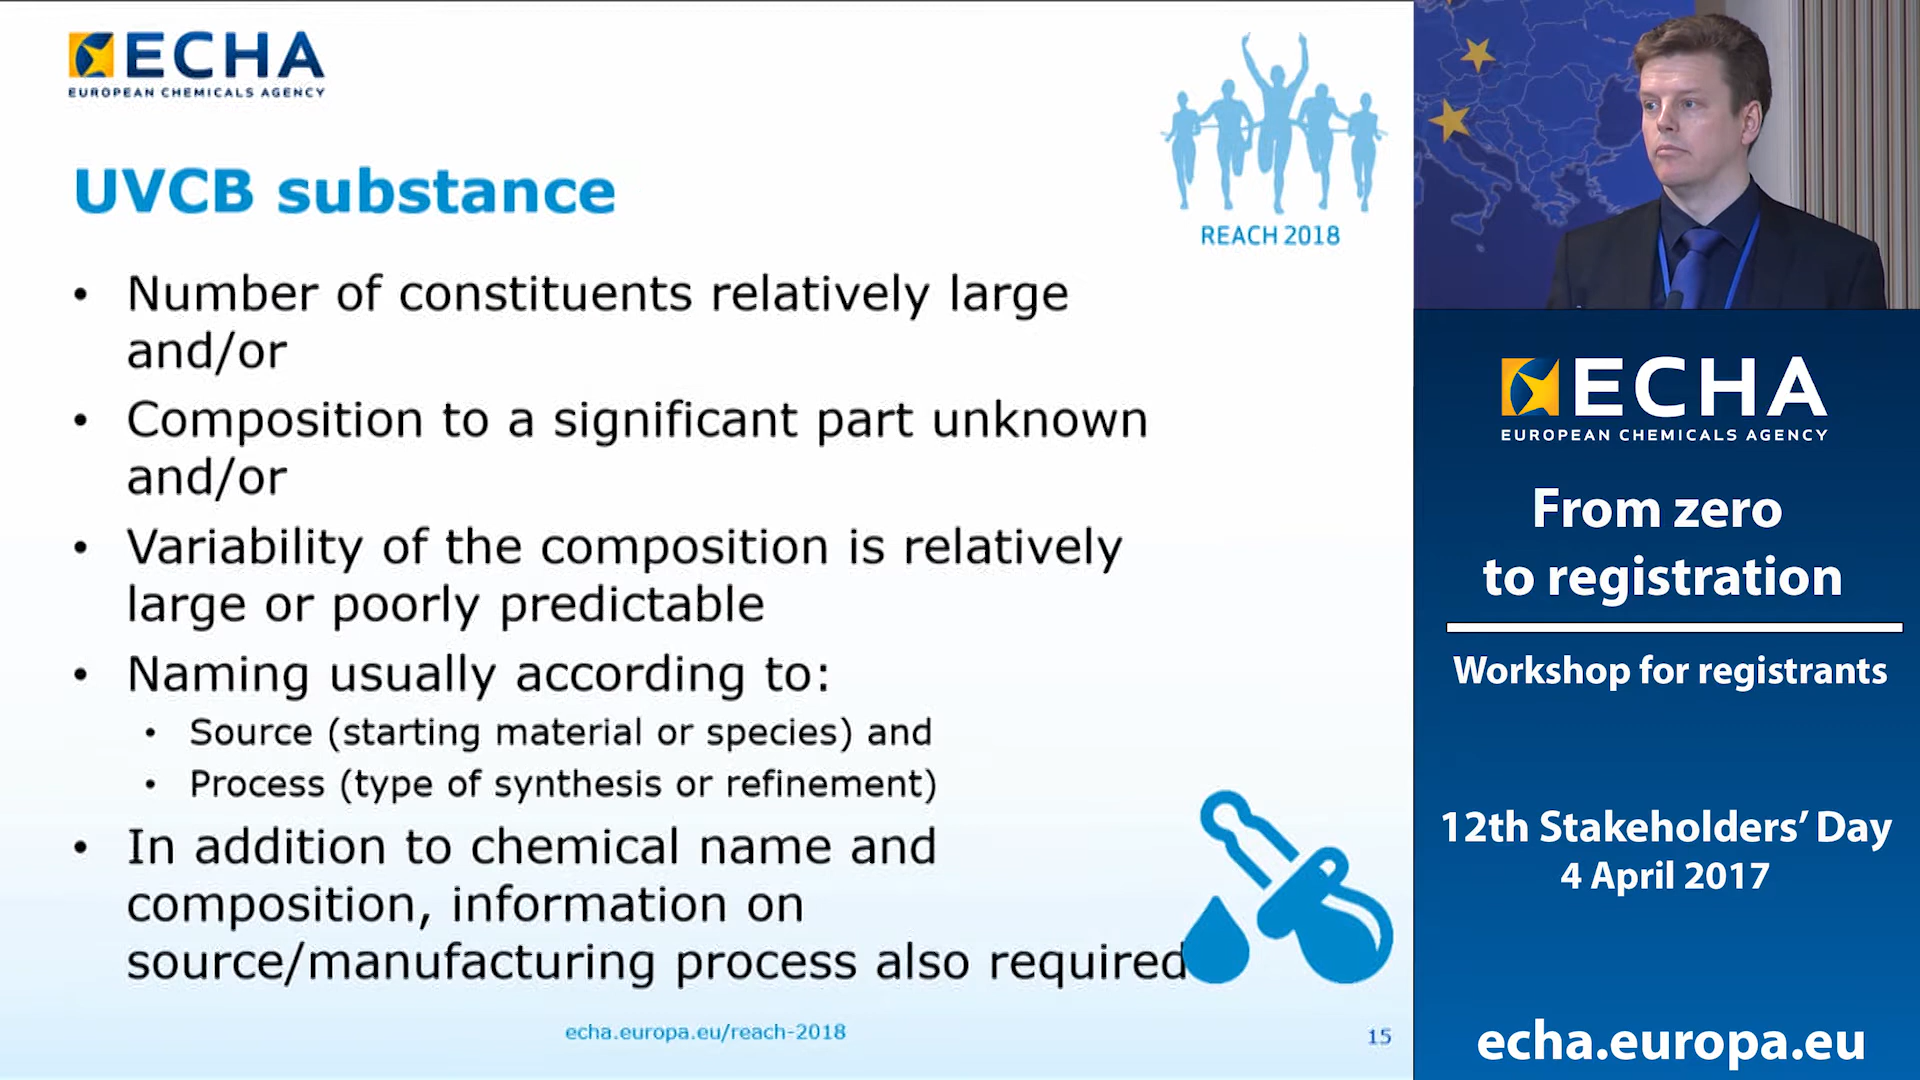 ECHA
EUROPEAN CHEMICALS AGENCY
REACH 2018
UVCB substance
• Number of constituents relatively large
and/or
• Composition to a significant part unknown
and/or
• Variability of the composition is relatively
large or poorly predictable
• Naming usually according to:
• Source (starting material or species) and
• Process (type of synthesis or refinement)
• In addition to chemical name and
composition, information on
source/manufacturing process also required
echa.europa.eu/reach-2018
15
ECHA
EUROPEAN CHEMICALS AGENCY
From zero
to registration
Workshop for registrants
12th Stakeholders’ Day
4 April 2017
echa.europa.eu